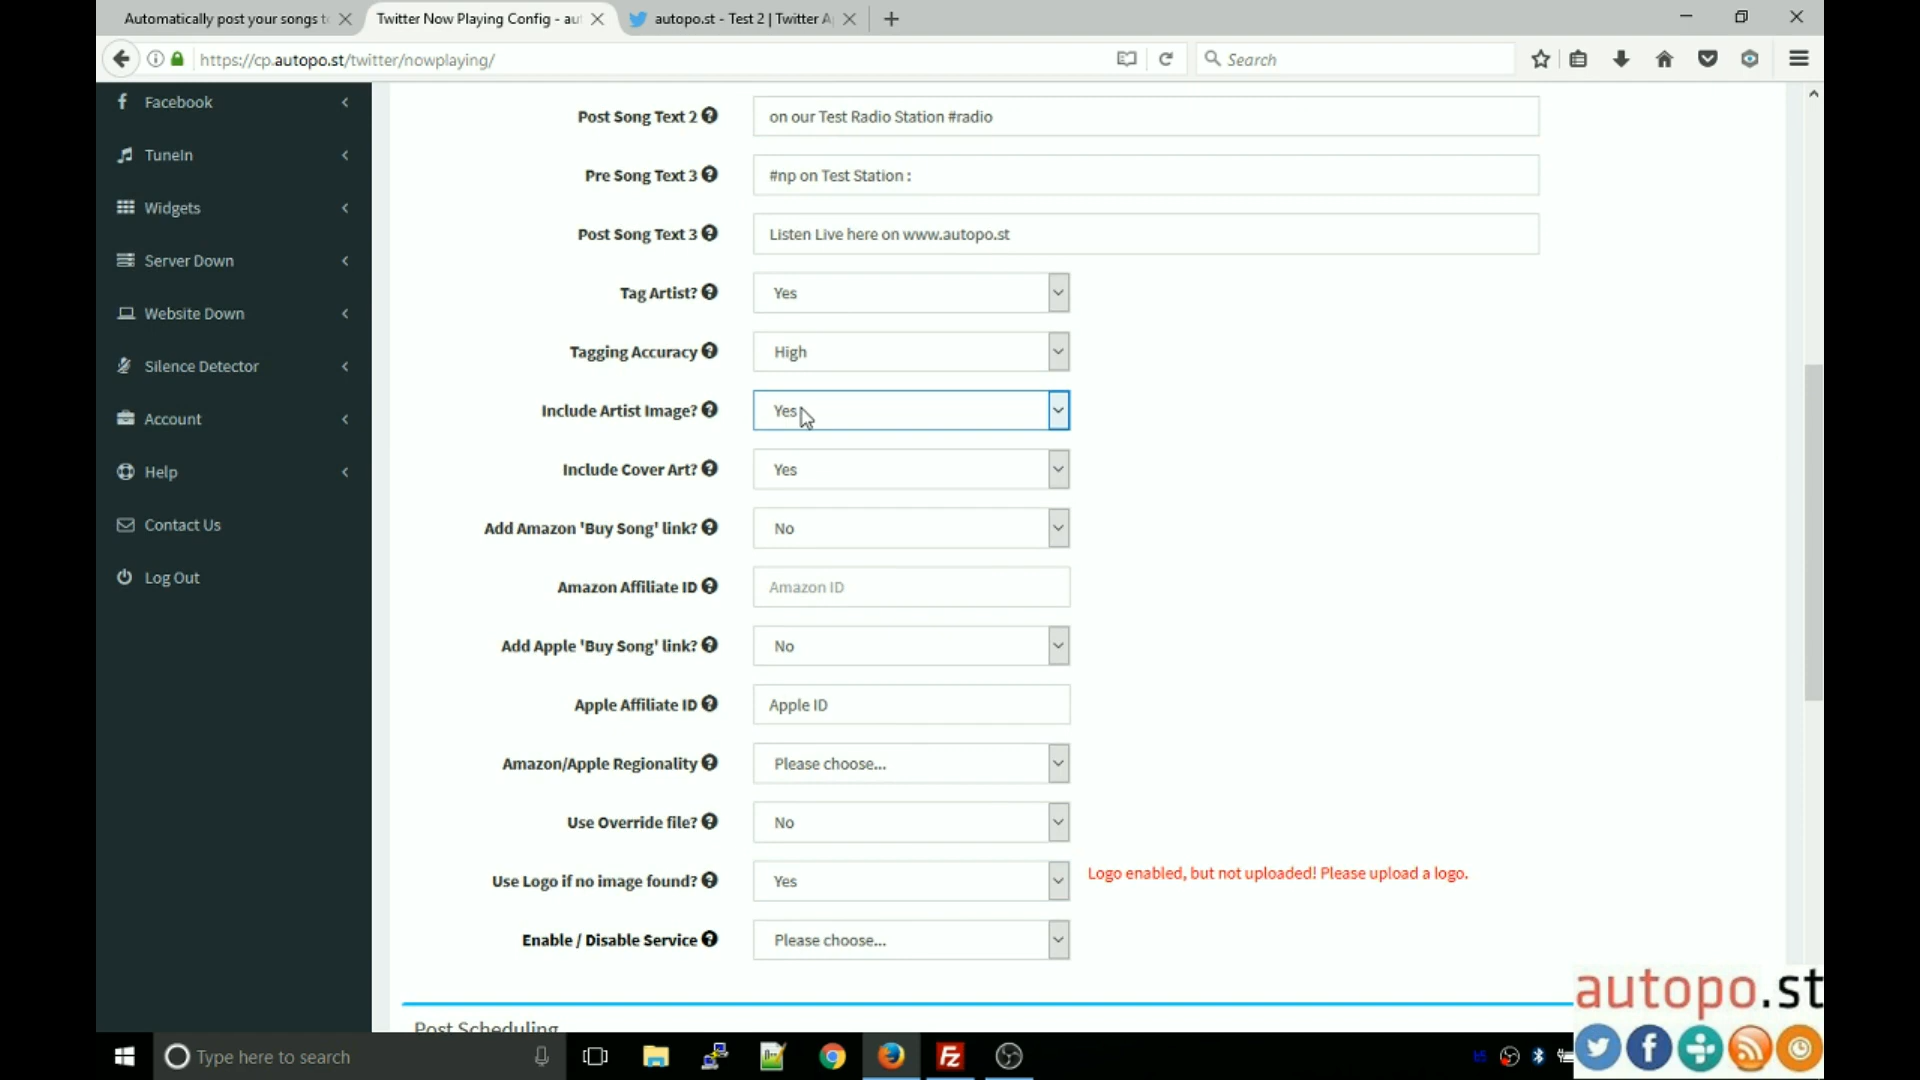 Automatically post your songs t
Twitter Now Playing Config - au
autopo.st - Test 2 | Twitter A
https://cp.autopo.st/twitter/nowplaying/
Search
Facebook
TuneIn
Widgets
Server Down
Website Down
Silence Detector
Account
Help
Contact Us
Log Out
Post Song Text 2 on our Test Radio Station #radio
Pre Song Text 3 #np on Test Station :
Post Song Text 3 Listen Live here on www.autopo.st
Tag Artist? Yes
Tagging Accuracy High
Include Artist Image? Yes
Include Cover Art? Yes
Add Amazon 'Buy Song' link? No
Amazon Affiliate ID Amazon ID
Add Apple 'Buy Song' link? No
Apple Affiliate ID Apple ID
Amazon/Apple Regionality Please choose...
Use Override file? No
Use Logo if no image found? Yes Logo enabled, but not uploaded! Please upload a logo.
Enable / Disable Service Please choose...
Post Scheduling
autopo.st
Type here to search